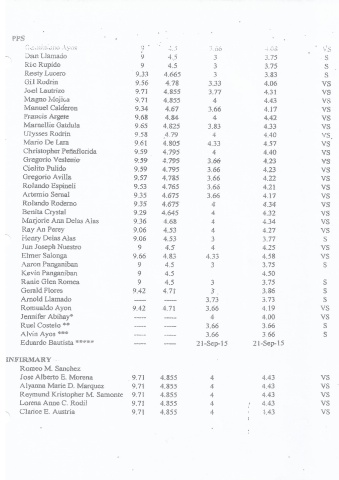 PPS
Ayon 9 4.5 3.66 4.08 VS
Dan Llamado 9 4.5 3 3.75 S
Ric Rupido 9 4.5 3 3.75 S
Resty Lucero 9.33 4.665 3 3.83 S
Gil Rodrin 9.56 4.78 3.33 4.06 VS
Joel Lautrizo 9.71 4.855 3.77 4.31 VS
Magno Mojica 9.71 4.855 4 4.43 VS
Manuel Calderon 9.34 4.67 3.66 4.17 VS
Francis Argete 9.68 4.84 4 4.42 VS
Marnellie Gatdula 9.65 4.825 3.83 4.33 VS
Ulysses Rodrin 9.58 4.79 4 4.40 VS
Mario De Lara 9.61 4.805 4.33 4.57 VS
Christopher Peñaflorida 9.59 4.795 4 4.40 VS
Gregorio 9.59 4.795 3.66 4.23 VS
Cielito Pulido 9.59 4.795 3.66 4.23 VS
Gregorio Avilla 9.57 4.785 3.66 4.22 VS
Rolando Espineli 9.53 4.765 3.66 4.21 VS
Artemio Sernal 9.35 4.675 3.66 4.17 VS
Rolando Roderno 9.35 4.675 4 4.34 VS
Benita Crystal 9.29 4.645 4 4.32 VS
Marjorie Ann Delas Alas 9.36 4.68 4 4.34 VS
Ray An Perey 9.06 4.53 4 4.27 VS
Henry Delas Alas 9.06 4.53 3 3.77 S
Jun Joseph Nuestro 9 4.5 4 4.25 VS
Elmer Salonga 9.66 4.83 4.33 4.58 VS
Aaron Panganiban 9 4.5 3 3.75 S
Kevin Panganiban 9 4.5 4.50
Ranie Glen Romea 9 4.5 3 3.75 S
Gerald Flores 9.42 4.71 3 3.86 S
Arnold Llamado ---- ---- 3.73 3.73 S
Romualdo Ayon 9.42 4.71 3.66 4.19 VS
Jennifer Atibay* ---- ---- 4 4.00 VS
Ruel Costelo ** ---- ---- 3.66 3.66 S
Alvin Ayos *** ---- ---- 3.66 3.66 S
Eduardo Bautista ***** 21-Sep-15 21-Sep-15
INFIRMARY
Romeo M. Sanchez
Jose Alberto E. Morena 9.71 4.855 4 4.43 VS
Alyanna Marie D. Marquez 9.71 4.855 4 4.43 VS
Raymund Kristopher M. Samonte 9.71 4.855 4 4.43 VS
Lorena Anne C. Rodil 9.71 4.855 4 4.43 VS
Clarice E. Austria 9.71 4.855 4 4.43 VS